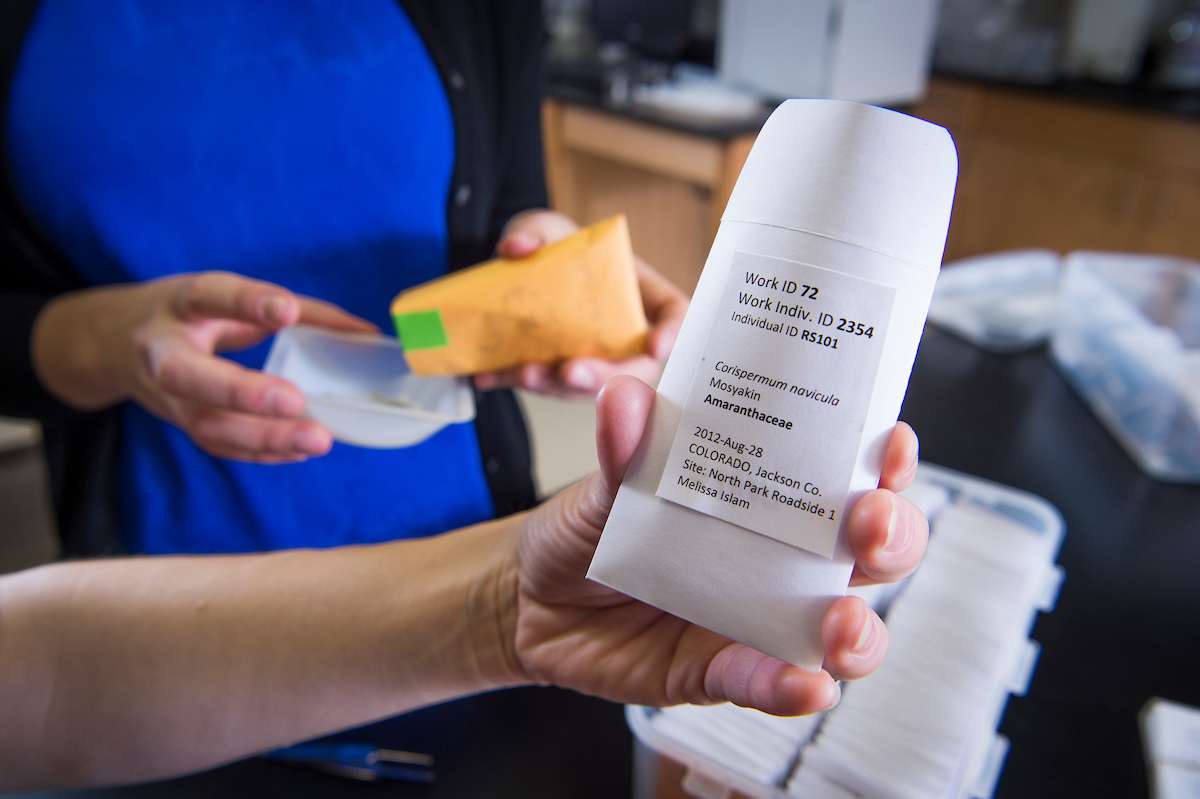 Work ID 72
Work Indiv. ID 2354
Individual ID RS101
Corispermum navicula
Mosyakin
Amaranthaceae
2012-Aug-28
COLORADO, Jackson Co.
Site: North Park Roadside 1
Melissa Islam